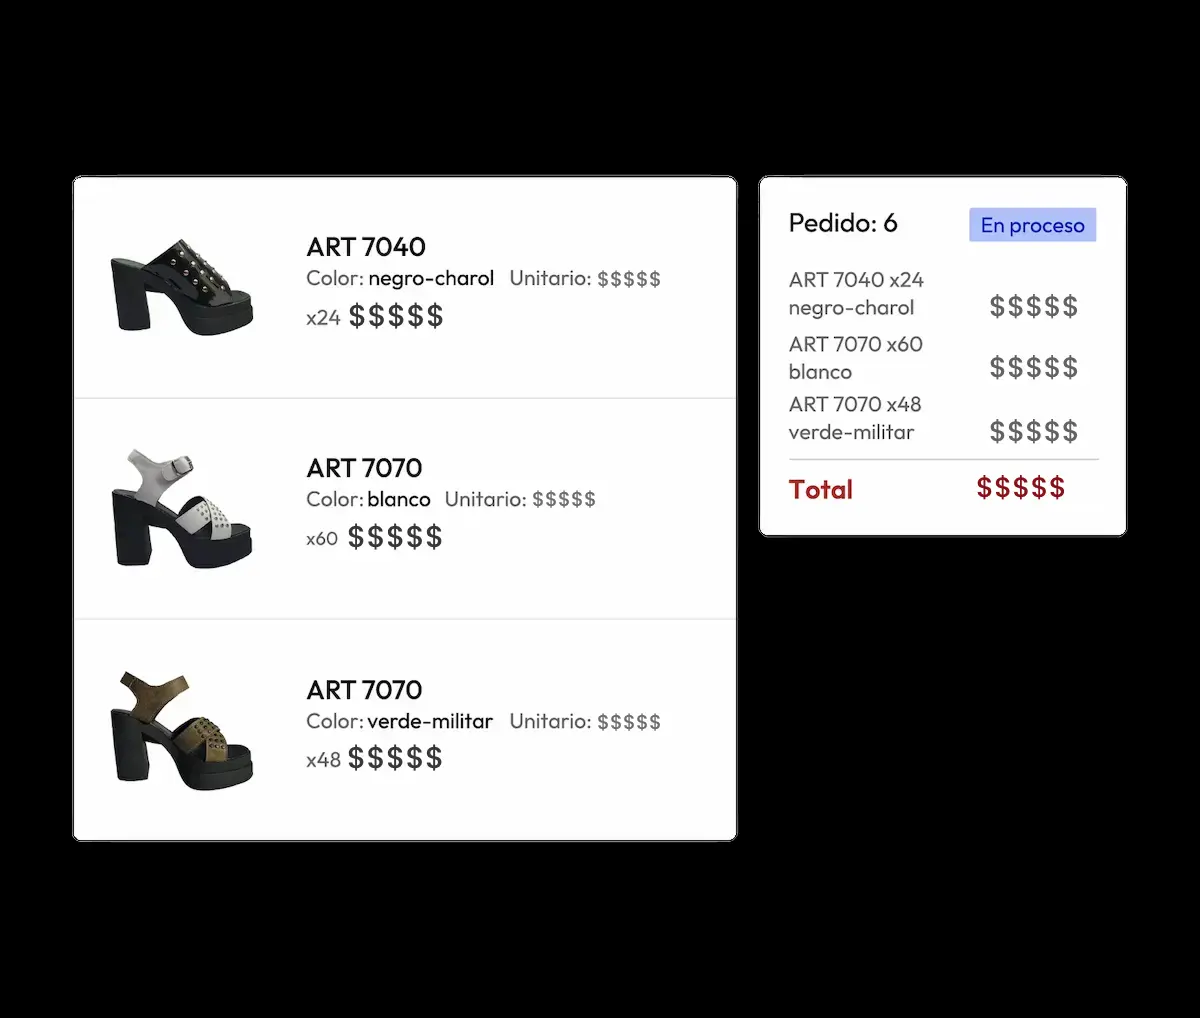 ART 7040
Color: negro-charol Unitario: $$$$$
x24 $$$$$
ART 7070
Color: blanco Unitario: $$$$$
x60 $$$$$
ART 7070
Color: verde-militar Unitario: $$$$$
x48 $$$$$
Pedido: 6 En proceso
ART 7040 x24
negro-charol $$$$$
ART 7070 x60
blanco $$$$$
ART 7070 x48
verde-militar $$$$$
Total $$$$$